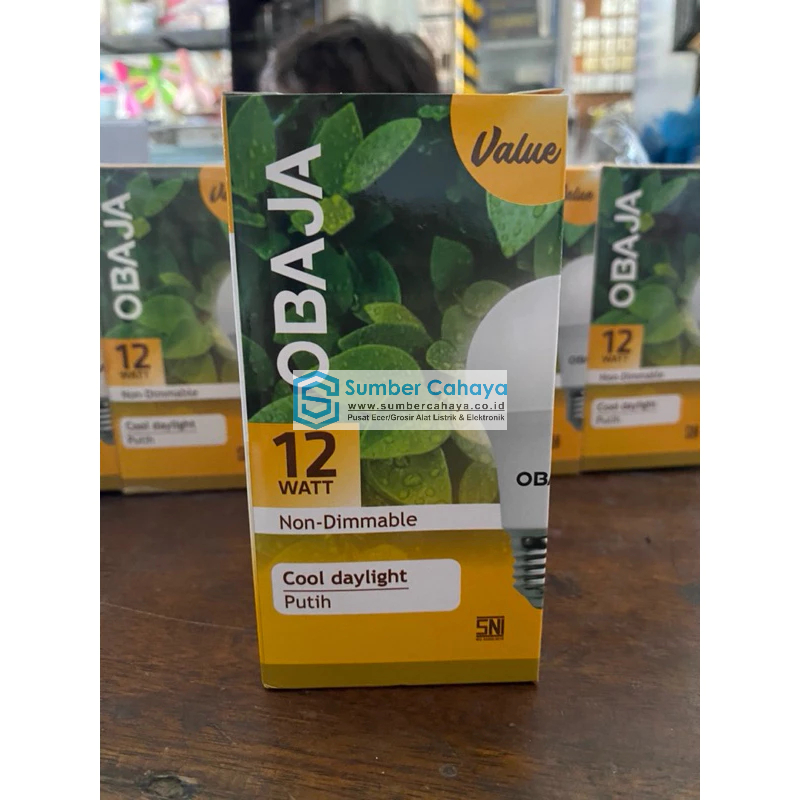 Value
OBAJA
12
WATT
Non-Dimmable
Cool daylight
Putih
OBA
SNI
Sumber Cahaya
www.sumbercahaya.co.id
Pusat Ecer/Grosir Alat Listrik & Elektronik
OBAJA
12
WATT
Non-Dimmable
Cool daylight
Putih
Value
OBAJA
12
WATT
Non-Dimmable
Cool daylight
Putih